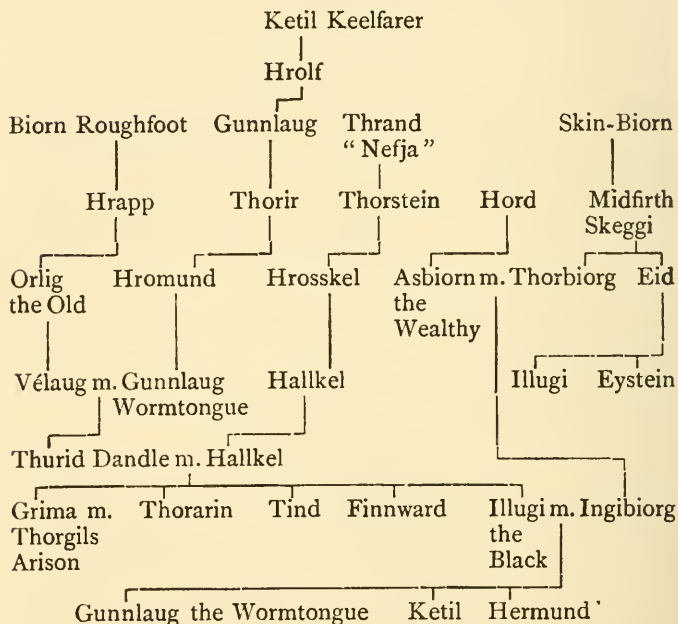 Ketil Keelfarer
Hrolf
Biorn Roughfoot Gunnlaug Thrand Skin-Biorn
"Nefja"
Hrapp Thorir Thorstein Hord Midfirth
Skeggi
Orlig Hromund Hrosskel Asbiorn m. Thorbiorg Eid
the Old the
Wealthy
Vélaug m. Gunnlaug Hallkel Illugi Eystein
Wormtongue
Thurid Dandle m. Hallkel
Grima m. Thorarin Tind Finnward Illugi m. Ingibiorg
Thorgils the
Arison Black
Gunnlaug the Wormtongue Ketil Hermund